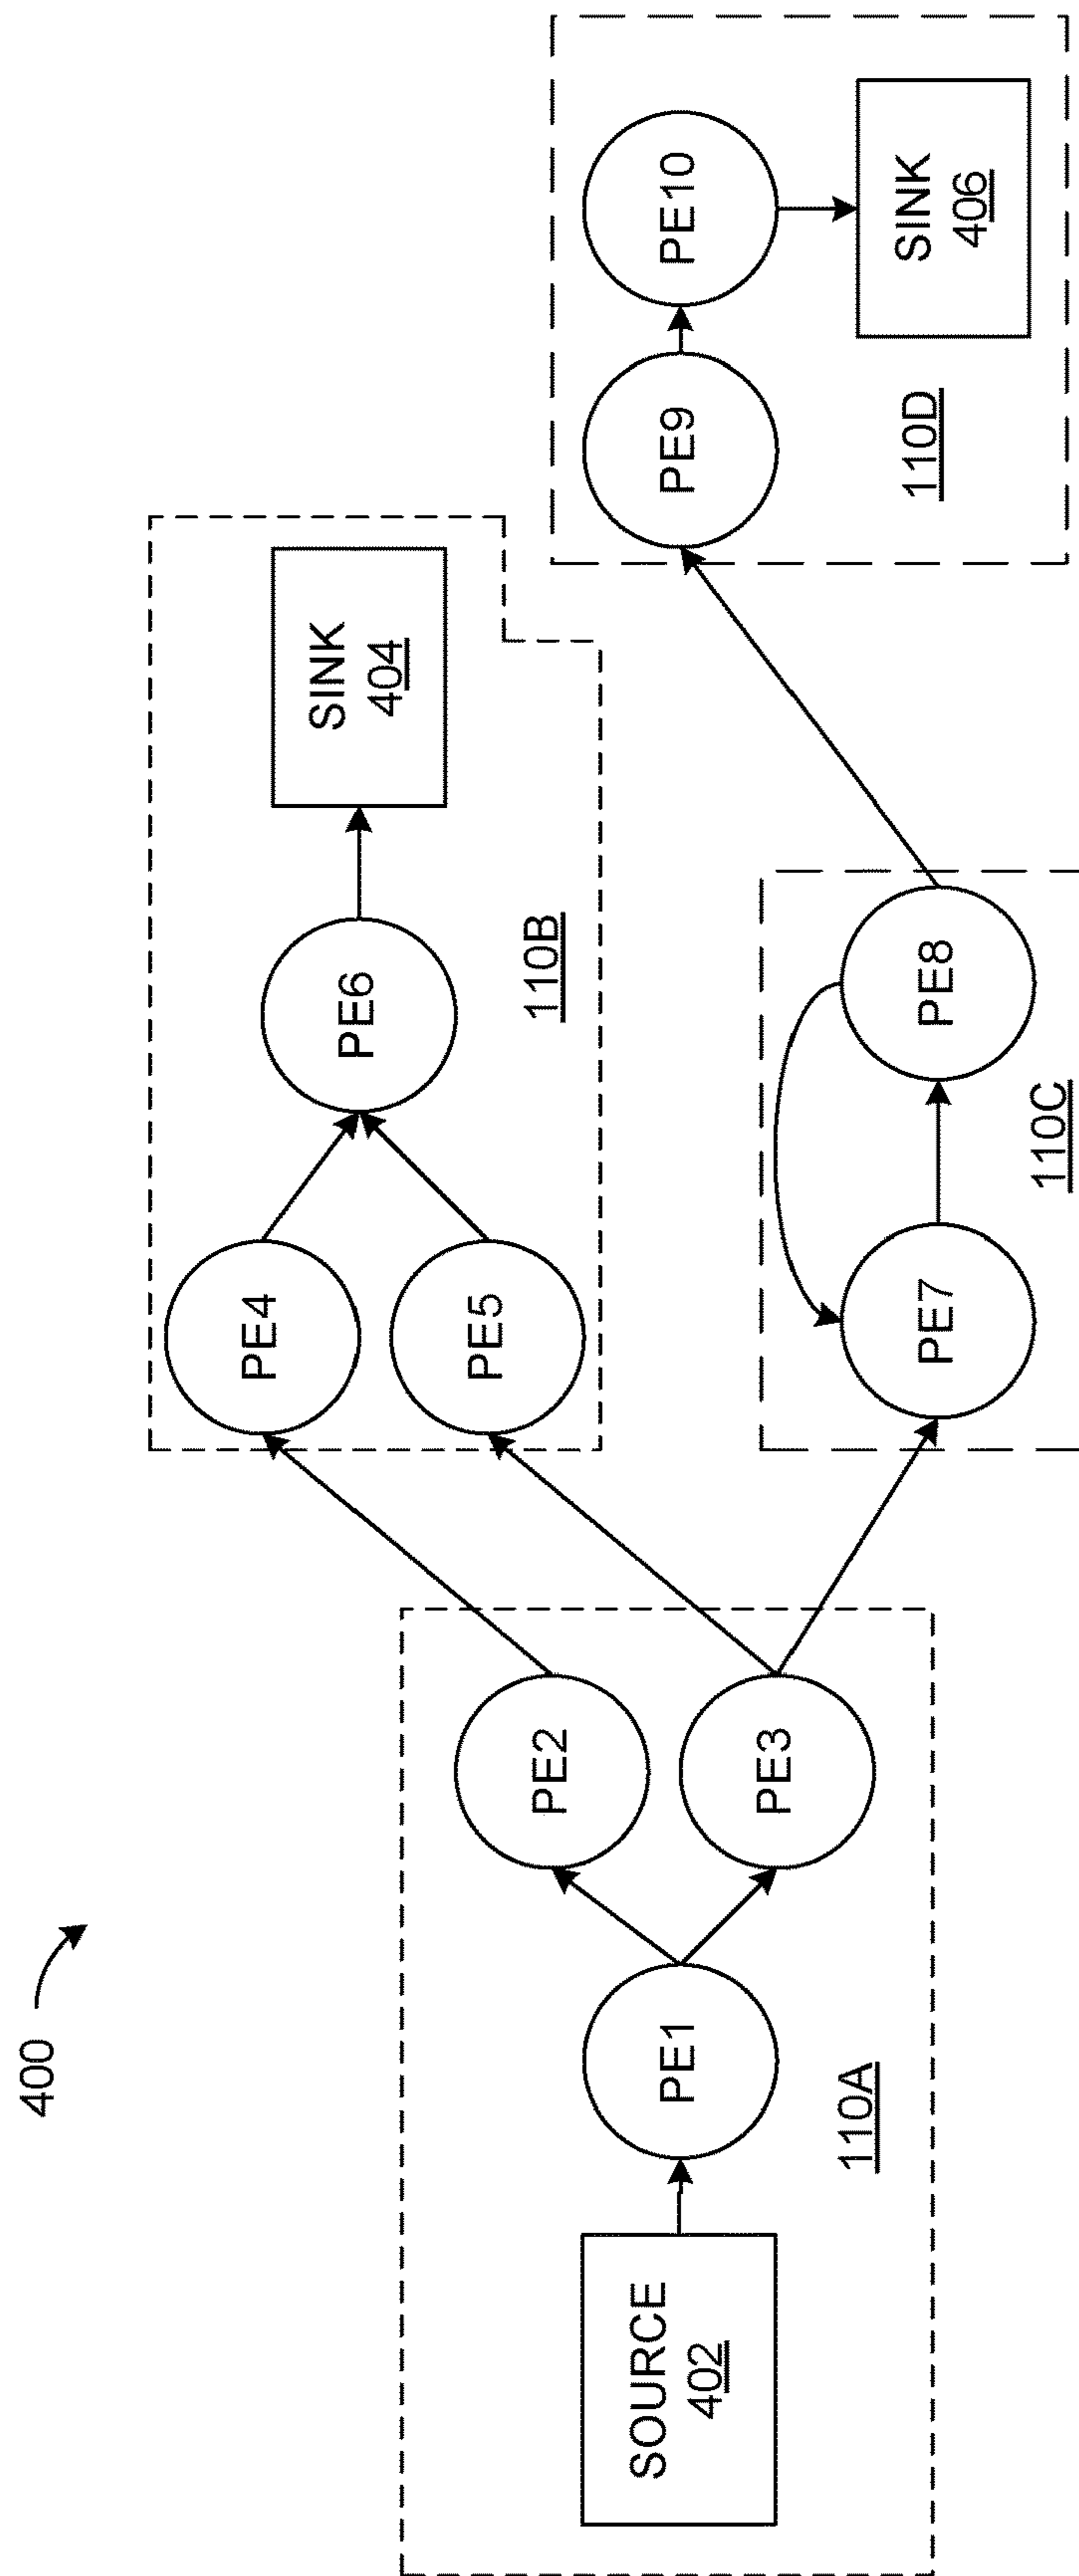 400
SOURCE
402
PE1
PE2
PE3
110A
PE4
PE5
PE6
SINK
404
110B
PE7
PE8
110C
PE9
PE10
SINK
406
110D